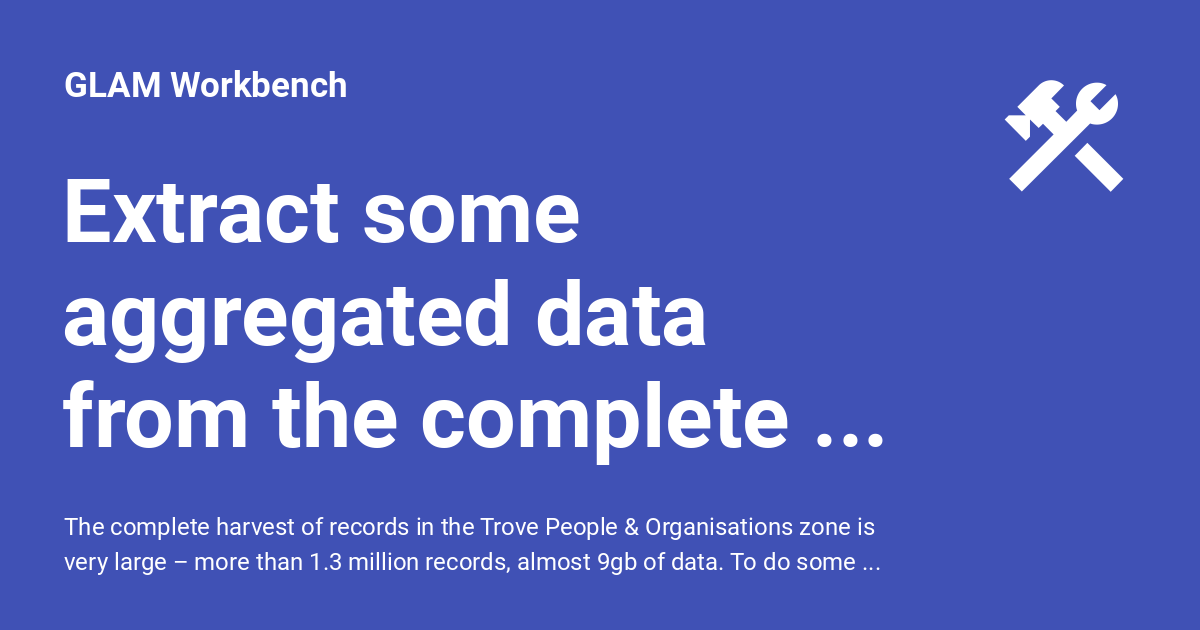 GLAM Workbench
Extract some
aggregated data
from the complete ...
The complete harvest of records in the Trove People & Organisations zone is
very large – more than 1.3 million records, almost 9gb of data. To do some ...